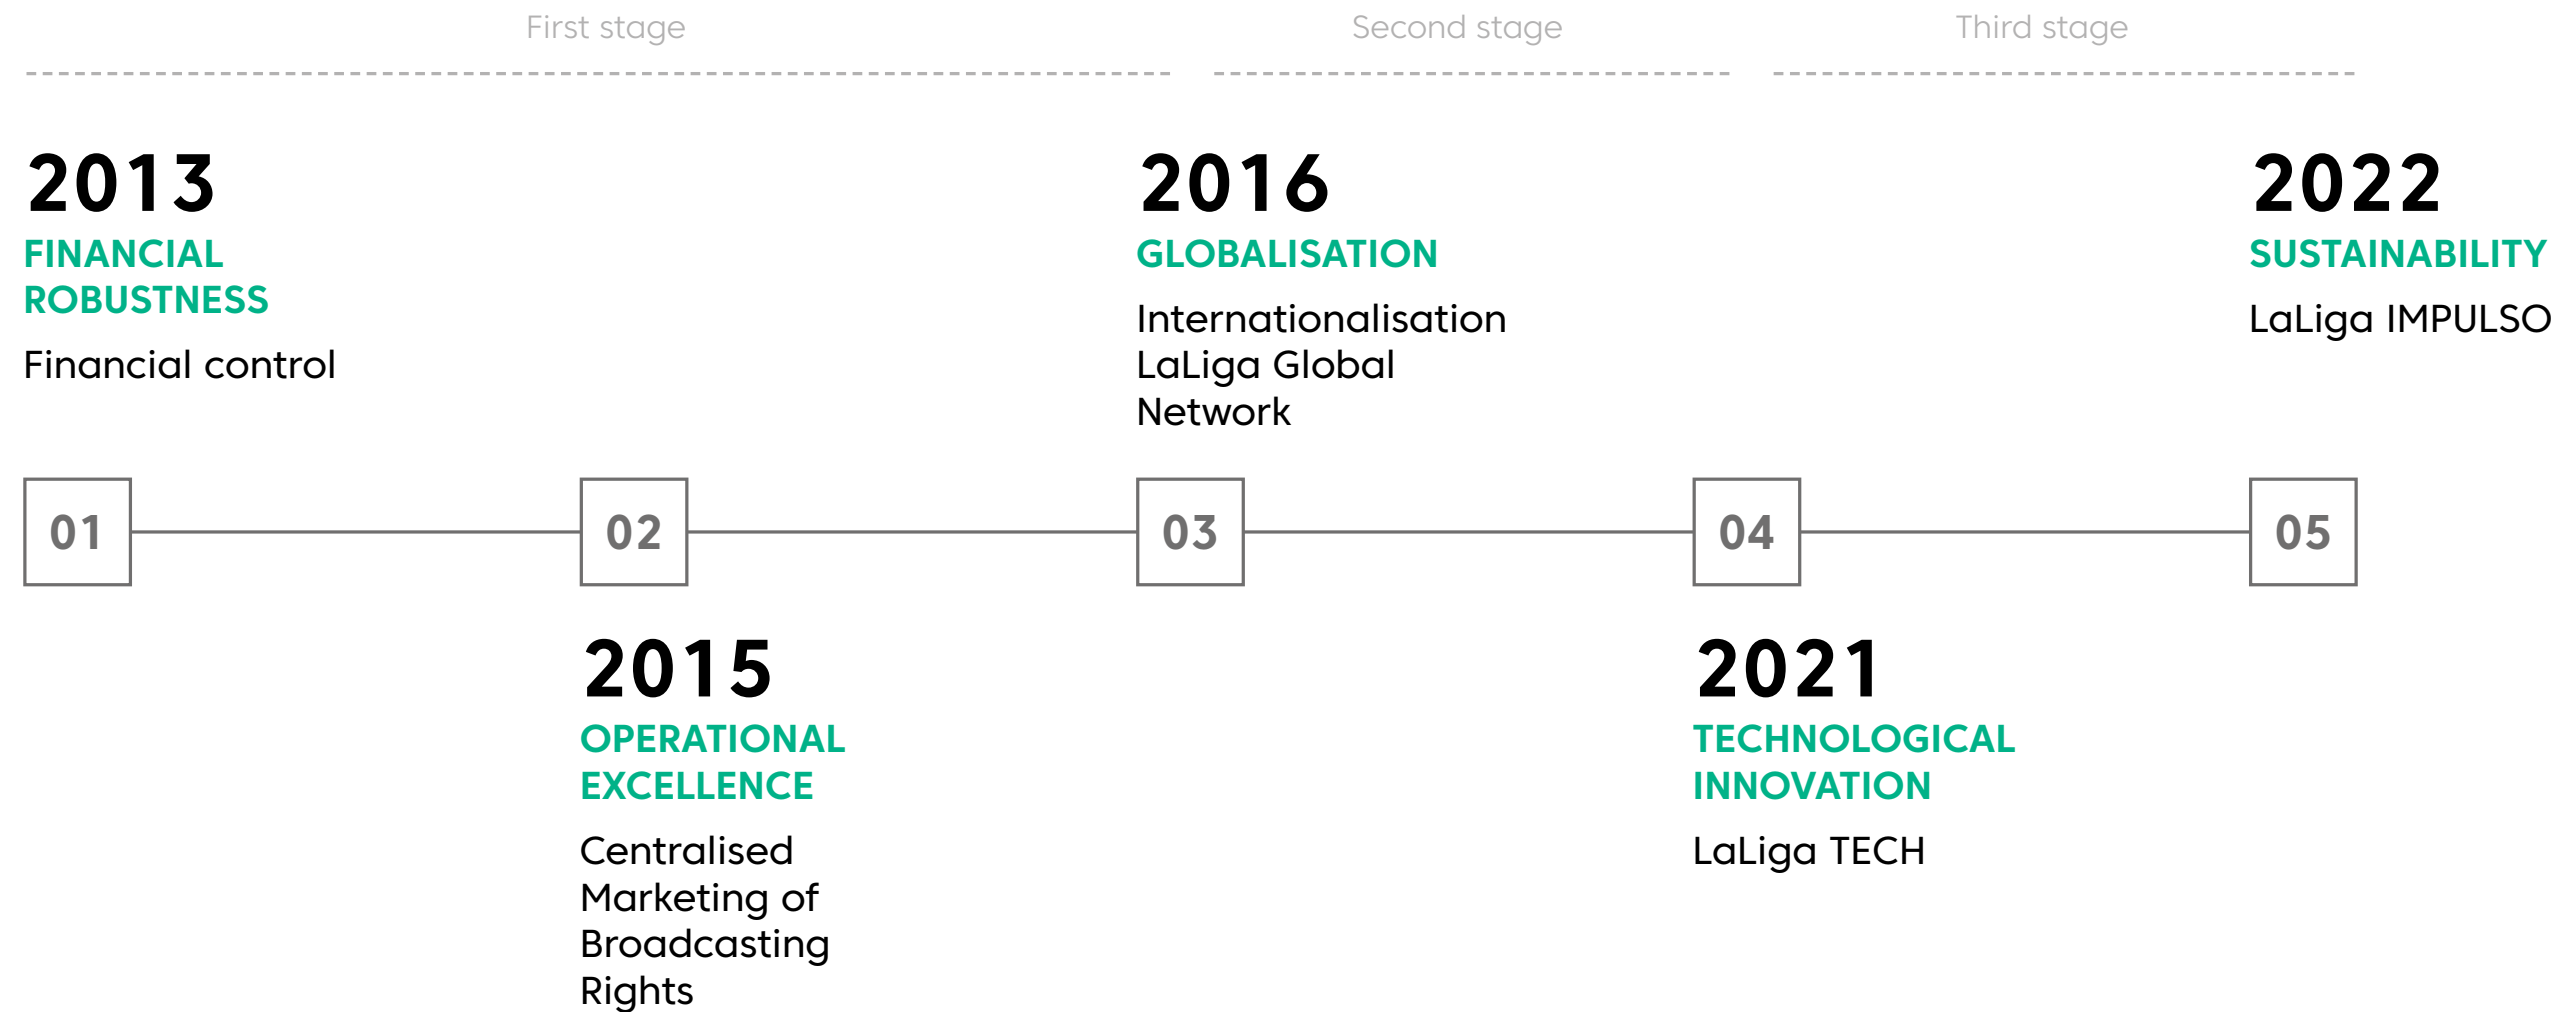 First stage
Second stage
Third stage
2013
FINANCIAL
ROBUSTNESS
Financial control
2016
GLOBALISATION
Internationalisation
LaLiga Global
Network
2022
SUSTAINABILITY
LaLiga IMPULSO
01
02
03
04
05
2015
OPERATIONAL
EXCELLENCE
Centralised
Marketing of
Broadcasting
Rights
2021
TECHNOLOGICAL
INNOVATION
LaLiga TECH